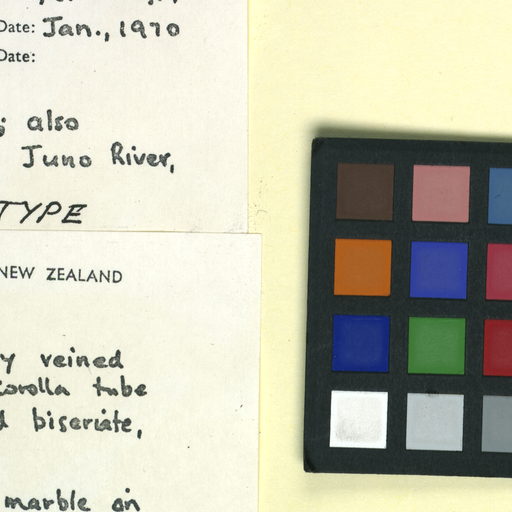 Date: Jan., 1970
Date:
; also
Juno River,
TYPE
NEW ZEALAND
y veined
Corolla tube
d biseriate,
marble on